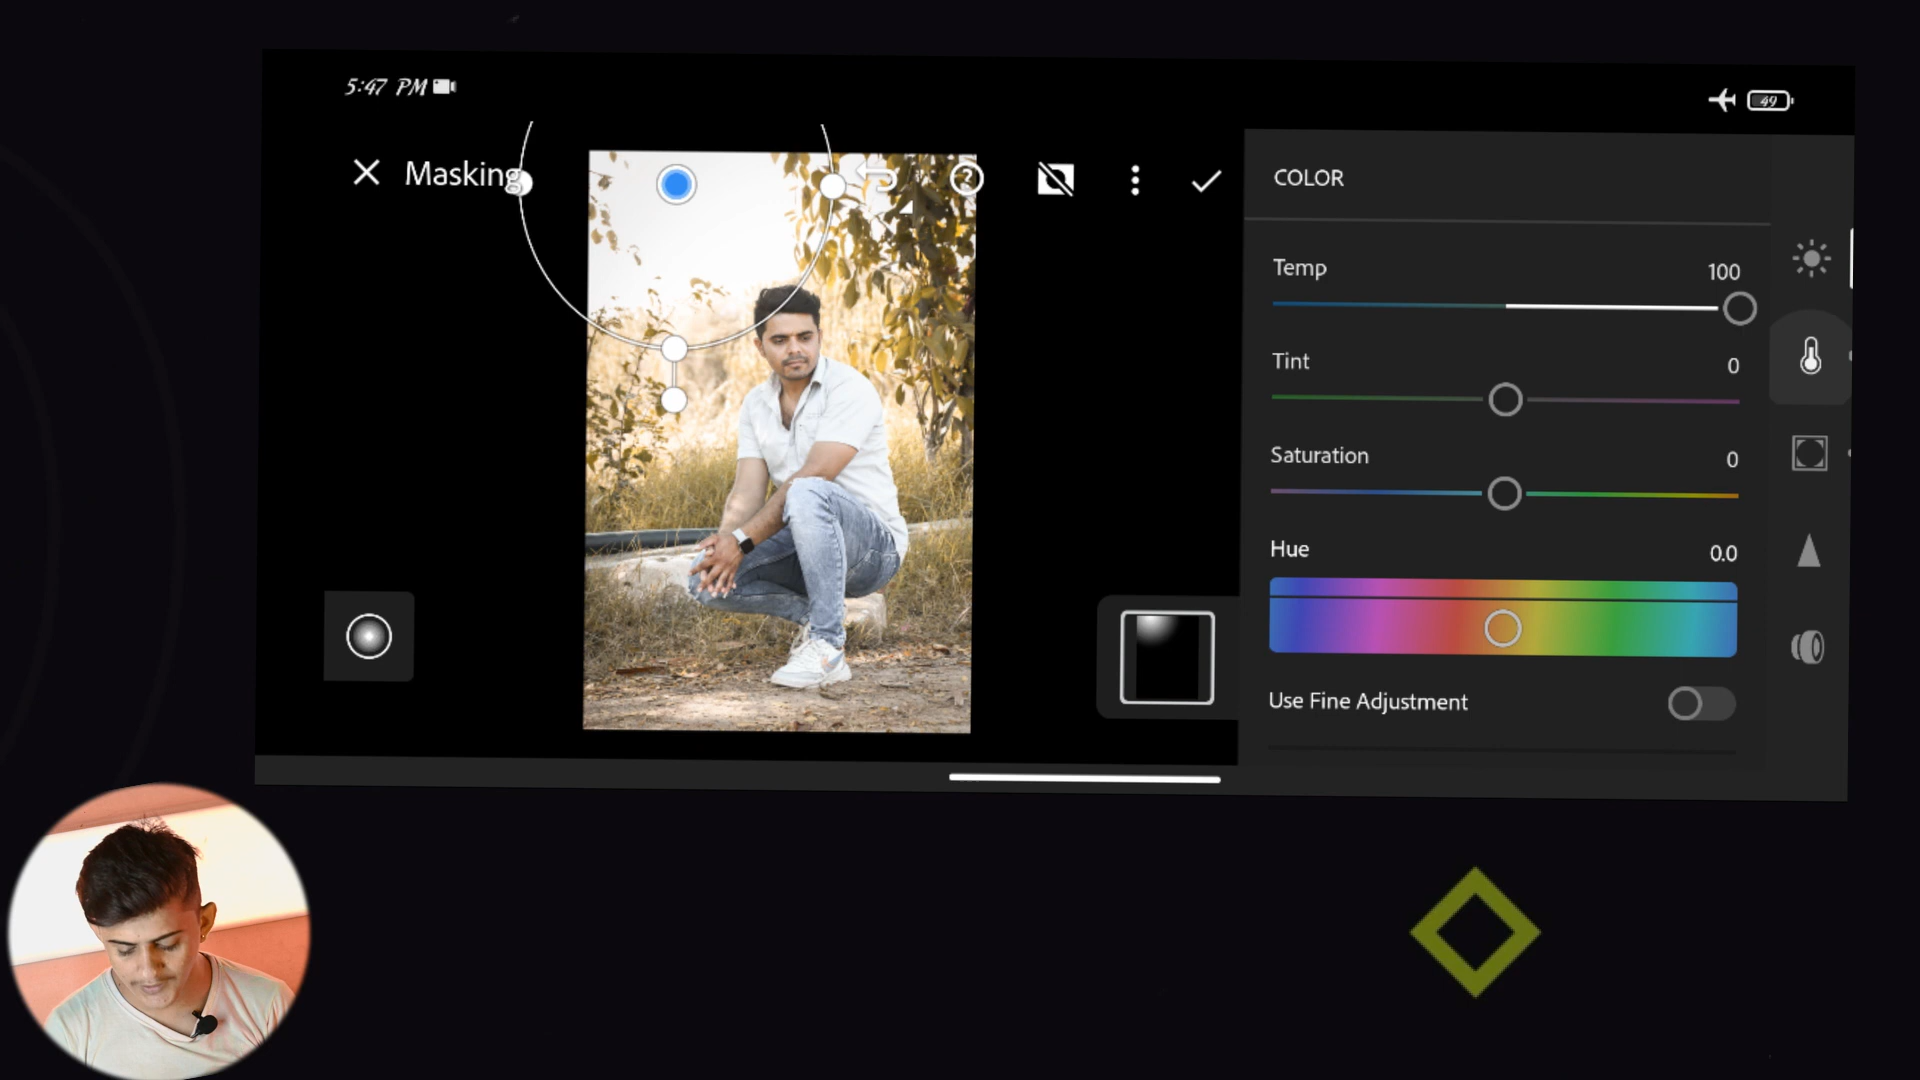 5:47 PM
49
Masking
?
COLOR
Temp
100
Tint
0
Saturation
0
Hue
0.0
Use Fine Adjustment